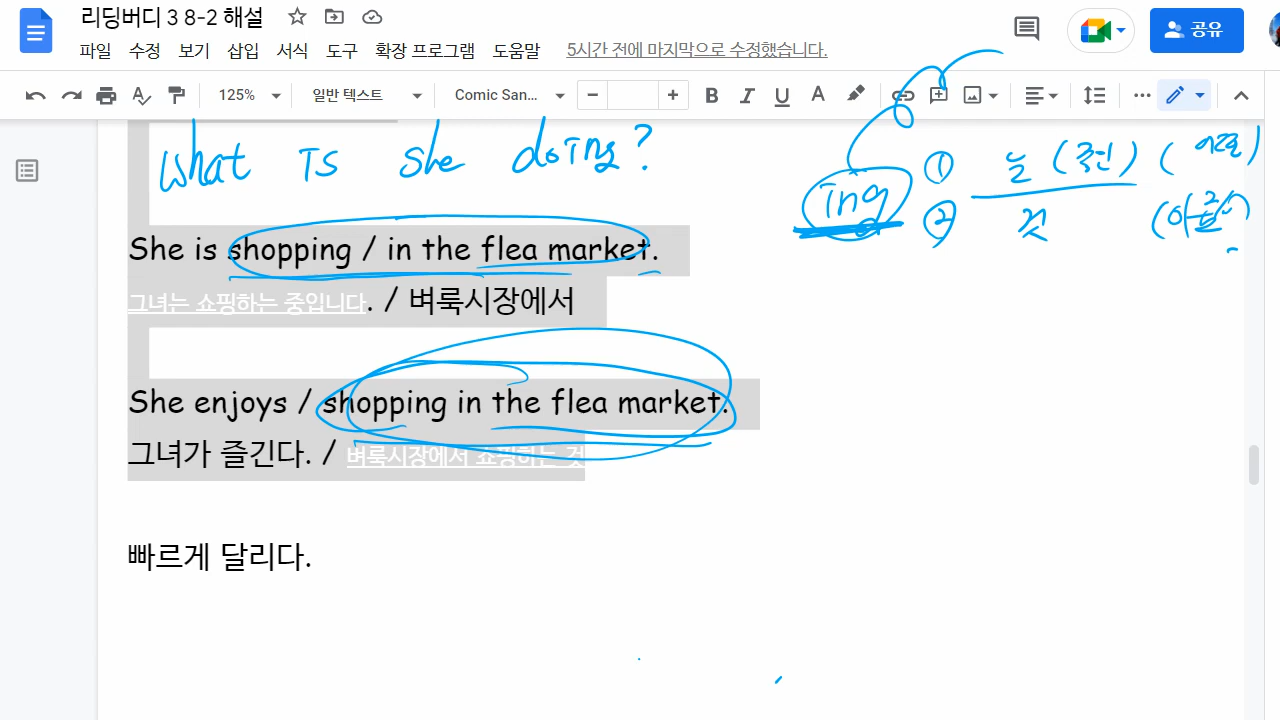 리딩버디 3 8-2 해설
파일 수정 보기 삽입 서식 도구 확장 프로그램 도움말 5시간 전에 마지막으로 수정했습니다.
공유
125% 일반 텍스트 Comic San... − + B I U A
What is she doing?
ing ① 는 ( ) ( )
② 것 ( )
She is shopping / in the flea market.
그녀는 쇼핑하는 중입니다. / 벼룩시장에서
She enjoys / shopping in the flea market.
그녀가 즐긴다. / 벼룩시장에서 쇼핑하는 것
빠르게 달리다.